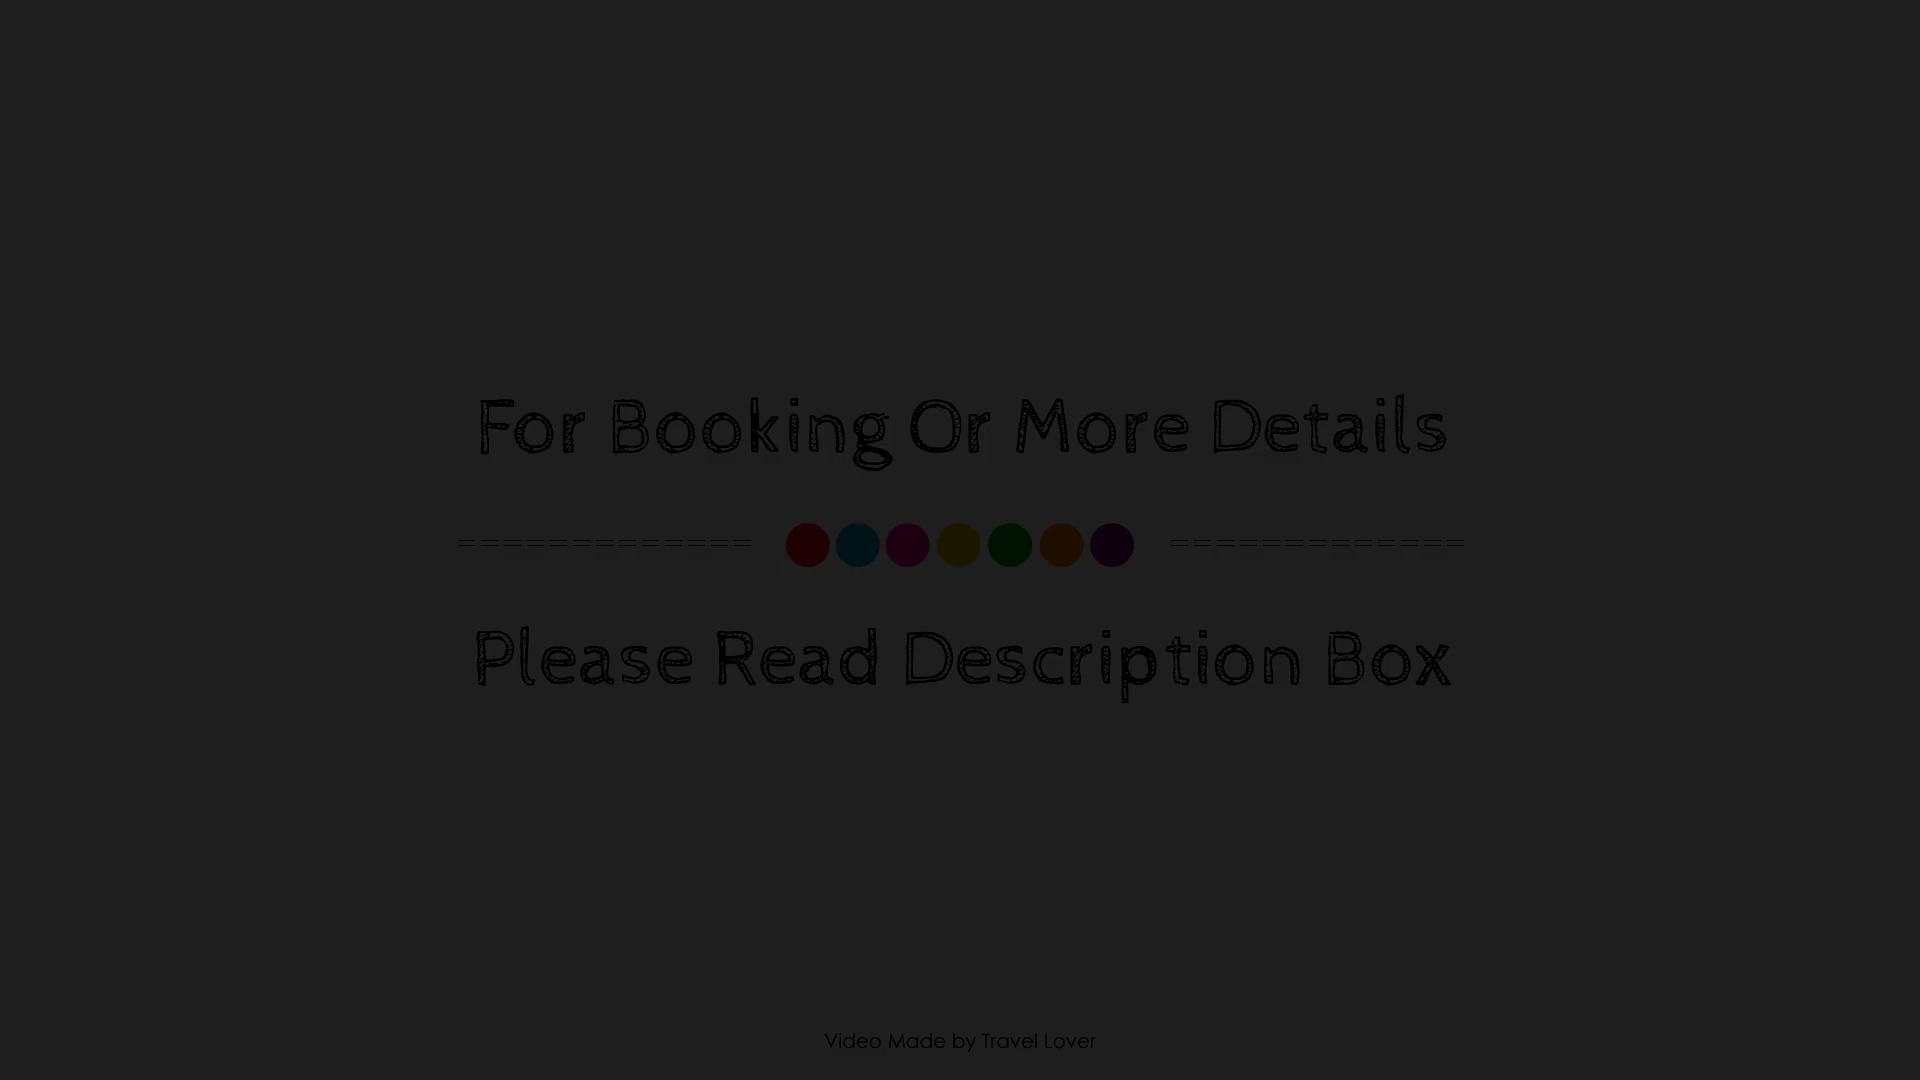 For Booking Or More Details
============= =============
Please Read Description Box
Video Made by Travel Lover